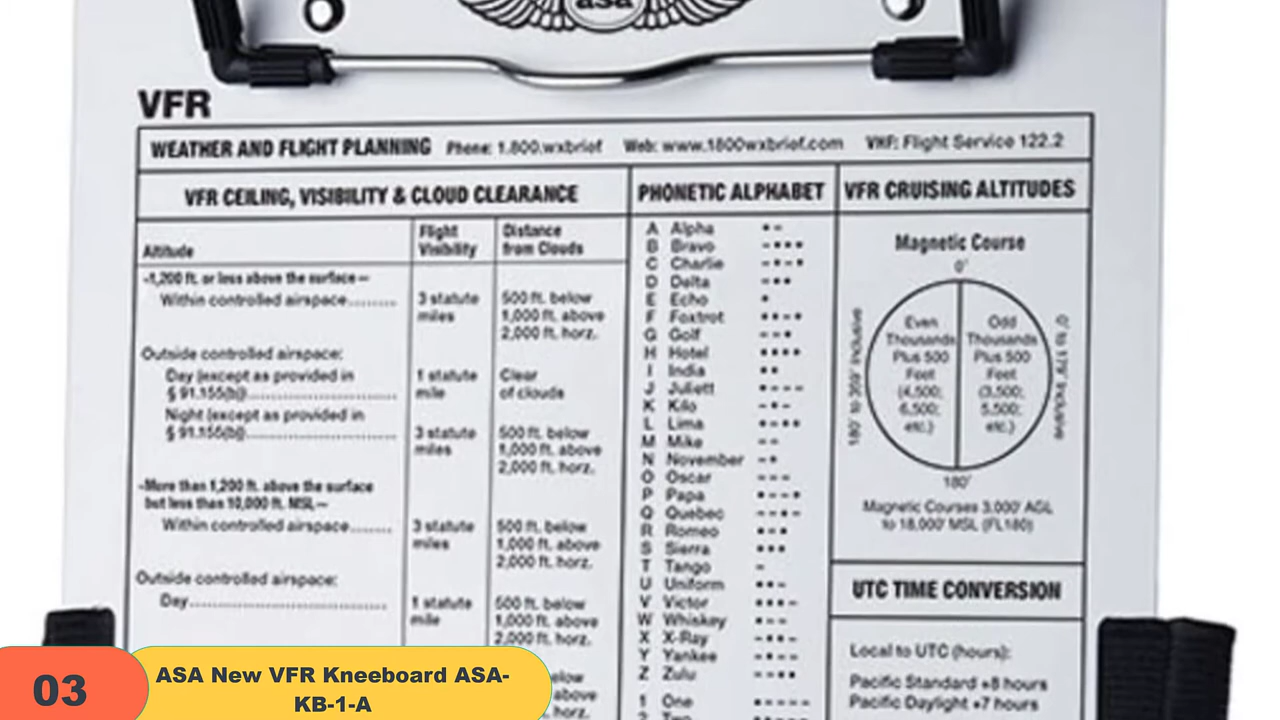 asa
VFR
WEATHER AND FLIGHT PLANNING Phone: 1.800.wxbrief Web: www.1800wxbrief.com VHF: Flight Service 122.2
VFR CEILING, VISIBILITY & CLOUD CLEARANCE
Altitude
Flight
Visibility
Distance
from Clouds
-1,200 ft. or less above the surface—
Within controlled airspace..........
3 statute
miles
500 ft. below
1,000 ft. above
2,000 ft. horz.
Outside controlled airspace:
Day (except as provided in
§ 91.155(b))..............................
1 statute
mile
Clear
of clouds
Night (except as provided in
§ 91.155(b))..............................
3 statute
miles
500 ft. below
1,000 ft. above
2,000 ft. horz.
-More than 1,200 ft. above the surface
but less than 10,000 ft. MSL—
Within controlled airspace........
3 statute
miles
500 ft. below
1,000 ft. above
2,000 ft. horz.
Outside controlled airspace:
Day........................................
1 statute
mile
500 ft. below
1,000 ft. above
2,000 ft. horz.
below
above
horz.
PHONETIC ALPHABET
A Alpha •–
B Bravo –•••
C Charlie –•–•
D Delta –••
E Echo •
F Foxtrot ••–•
G Golf ––•
H Hotel ••••
I India ••
J Juliett •–––
K Kilo –•–
L Lima •–••
M Mike ––
N November –•
O Oscar –––
P Papa •––•
Q Quebec ––•–
R Romeo •–•
S Sierra •••
T Tango –
U Uniform ••–
V Victor •••–
W Whiskey •––
X X-Ray –••–
Y Yankee –•––
Z Zulu ––••
1 One •––––
2 Two
VFR CRUISING ALTITUDES
Magnetic Course
0°
180° to 359° inclusive
Even
Thousands
Plus 500
Feet
(4,500;
6,500;
etc.)
Odd
Thousands
Plus 500
Feet
(3,500;
5,500;
etc.)
0° to 179° inclusive
180°
Magnetic Courses 3,000' AGL
to 18,000' MSL (FL180)
UTC TIME CONVERSION
Local to UTC (hours):
Pacific Standard +8 hours
Pacific Daylight +7 hours
03
ASA New VFR Kneeboard ASA-
KB-1-A